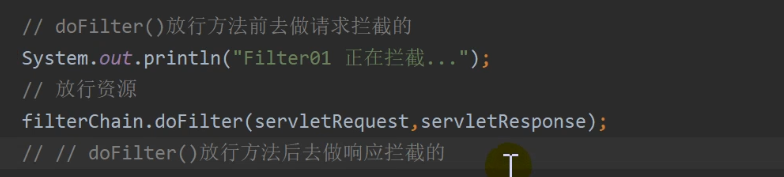 // doFilter()放行方法前去做请求拦截的
System.out.println("Filter01 正在拦截...");
// 放行资源
filterChain.doFilter(servletRequest,servletResponse);
// // doFilter()放行方法后去做响应拦截的